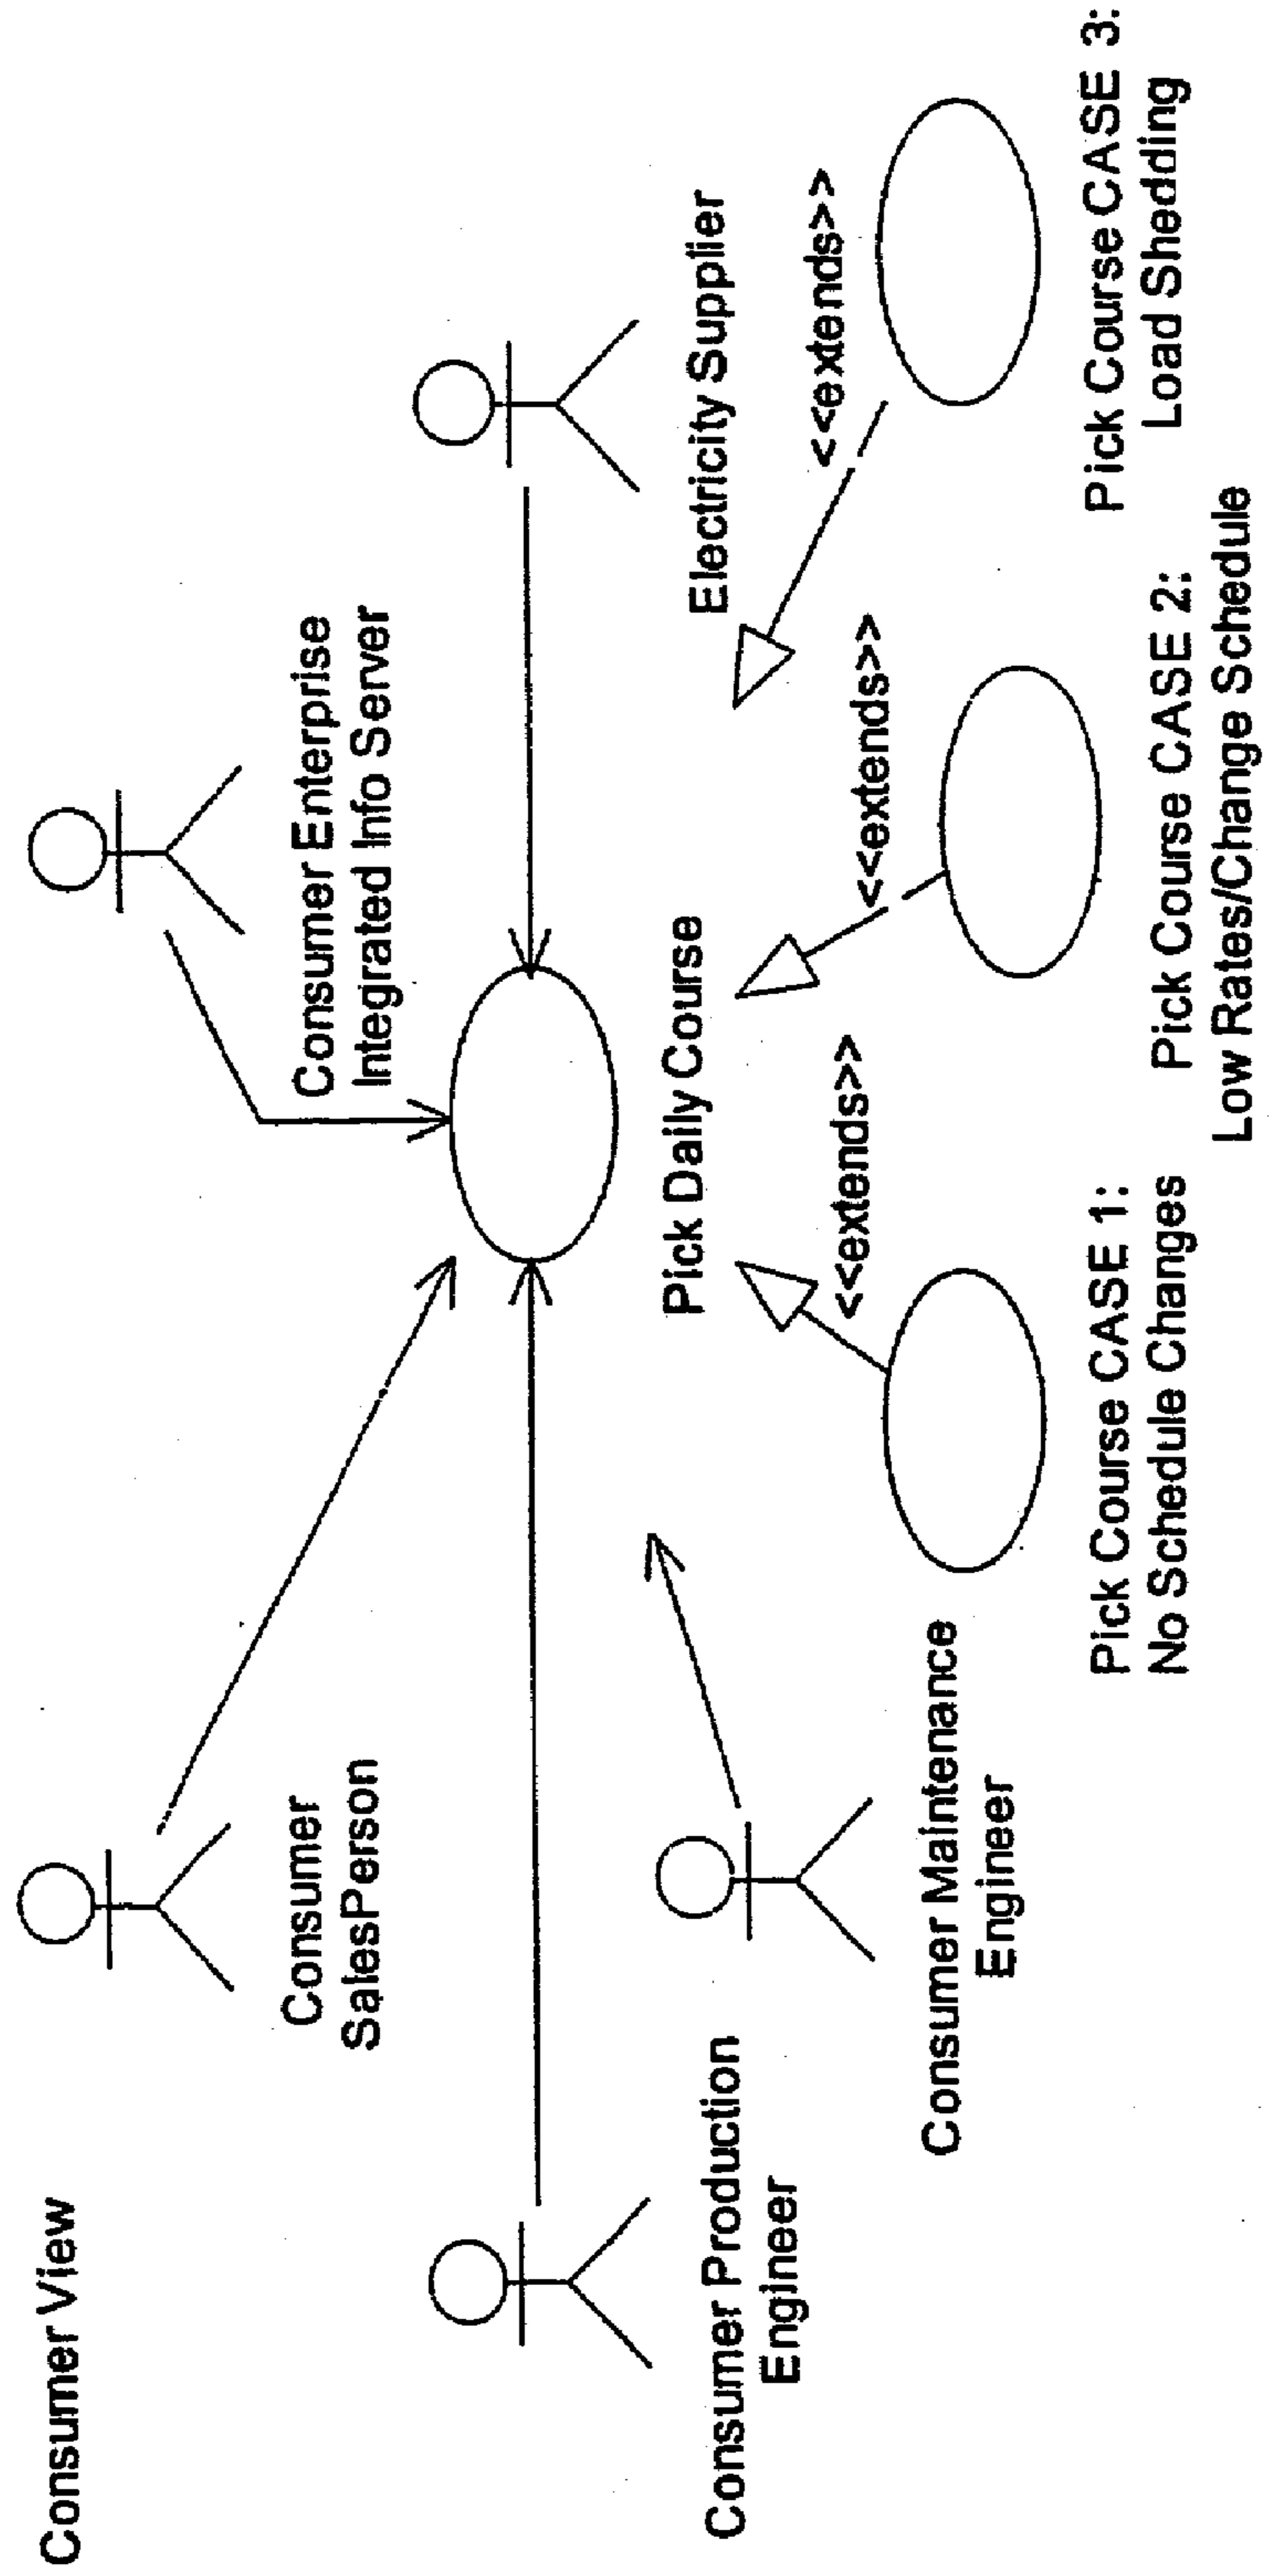 Consumer View
Consumer
SalesPerson
Consumer Enterprise
Integrated Info Server
Consumer Production
Engineer
Pick Daily Course
Electricity Supplier
Consumer Maintenance
Engineer
<<extends>>
<<extends>>
<<extends>>
Pick Course CASE 1:
No Schedule Changes
Pick Course CASE 2:
Low Rates/Change Schedule
Pick Course CASE 3:
Load Shedding